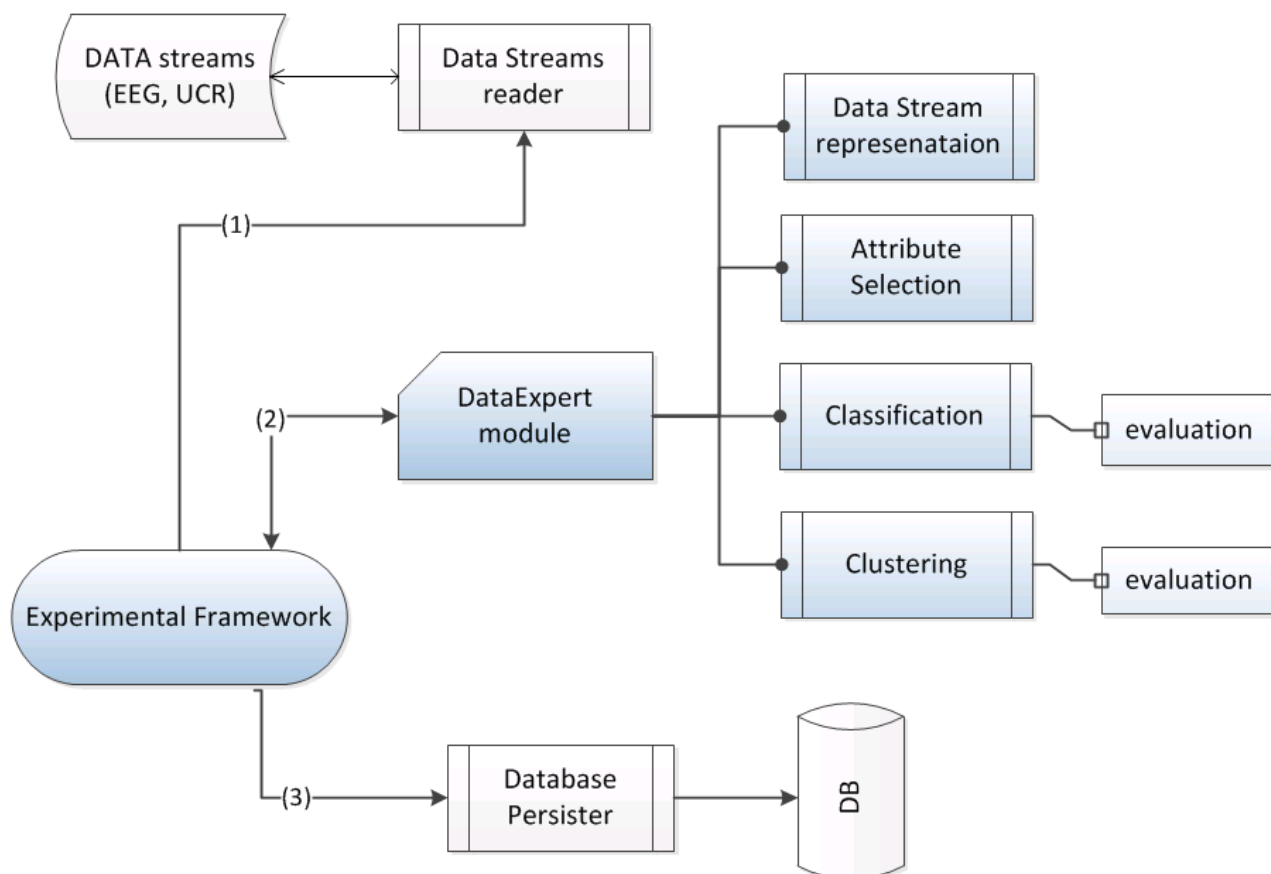 DATA streams
(EEG, UCR)
Data Streams
reader
Data Stream
represenataion
(1)
Attribute
Selection
DataExpert
module
(2)
Classification
evaluation
Clustering
evaluation
Experimental Framework
(3)
Database
Persister
DB